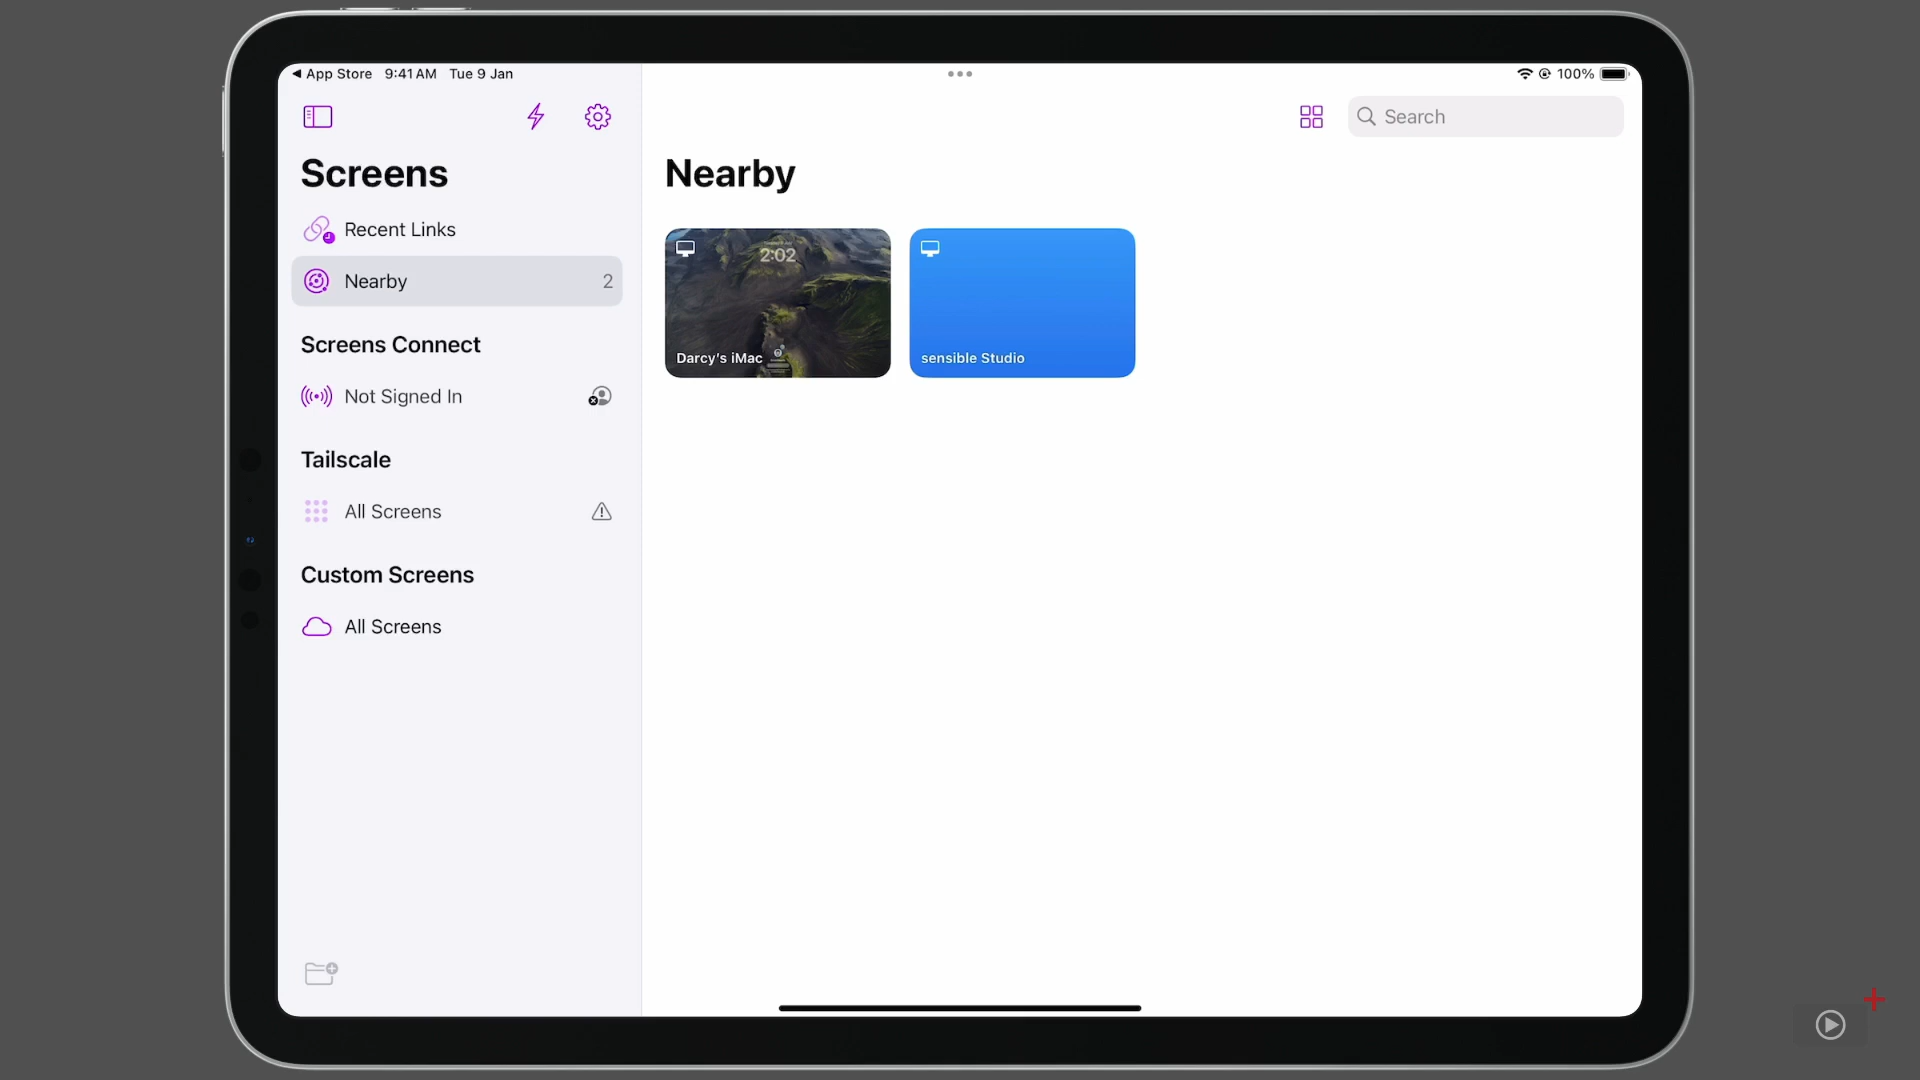 ◀ App Store 9:41 AM Tue 9 Jan
100%
Search
Screens
Recent Links
Nearby 2
Screens Connect
Not Signed In
Tailscale
All Screens
Custom Screens
All Screens
Nearby
2:02
Darcy's iMac
sensible Studio